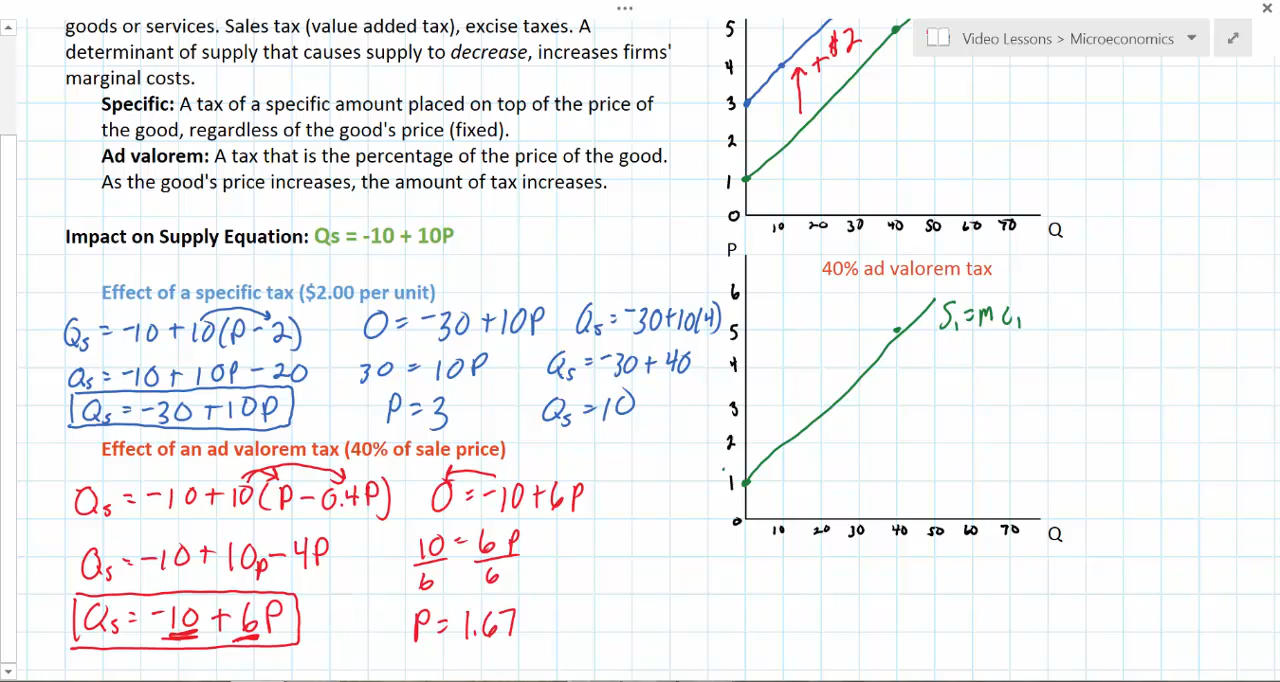 goods or services. Sales tax (value added tax), excise taxes. A
determinant of supply that causes supply to decrease, increases firms'
marginal costs.
Specific: A tax of a specific amount placed on top of the price of
the good, regardless of the good's price (fixed).
Ad valorem: A tax that is the percentage of the price of the good.
As the good's price increases, the amount of tax increases.
Impact on Supply Equation: Qs = -10 + 10P
Effect of a specific tax ($2.00 per unit)
Qs = -10 + 10(P - 2)
Qs = -10 + 10P - 20
Qs = -30 + 10P
0 = -30 + 10P
30 = 10P
P = 3
Qs = -30 + 10(4)
Qs = -30 + 40
Qs = 10
Effect of an ad valorem tax (40% of sale price)
Qs = -10 + 10(P - 0.4P)
Qs = -10 + 10p - 4P
Qs = -10 + 6P
0 = -10 + 6P
10 = 6P
6 6
P = 1.67
Video Lessons > Microeconomics
+$2
5
4
3
2
1
0
10 20 30 40 50 60 70
Q
P
40% ad valorem tax
S1 = MC1
6
5
4
3
2
1
0
10 20 30 40 50 60 70
Q